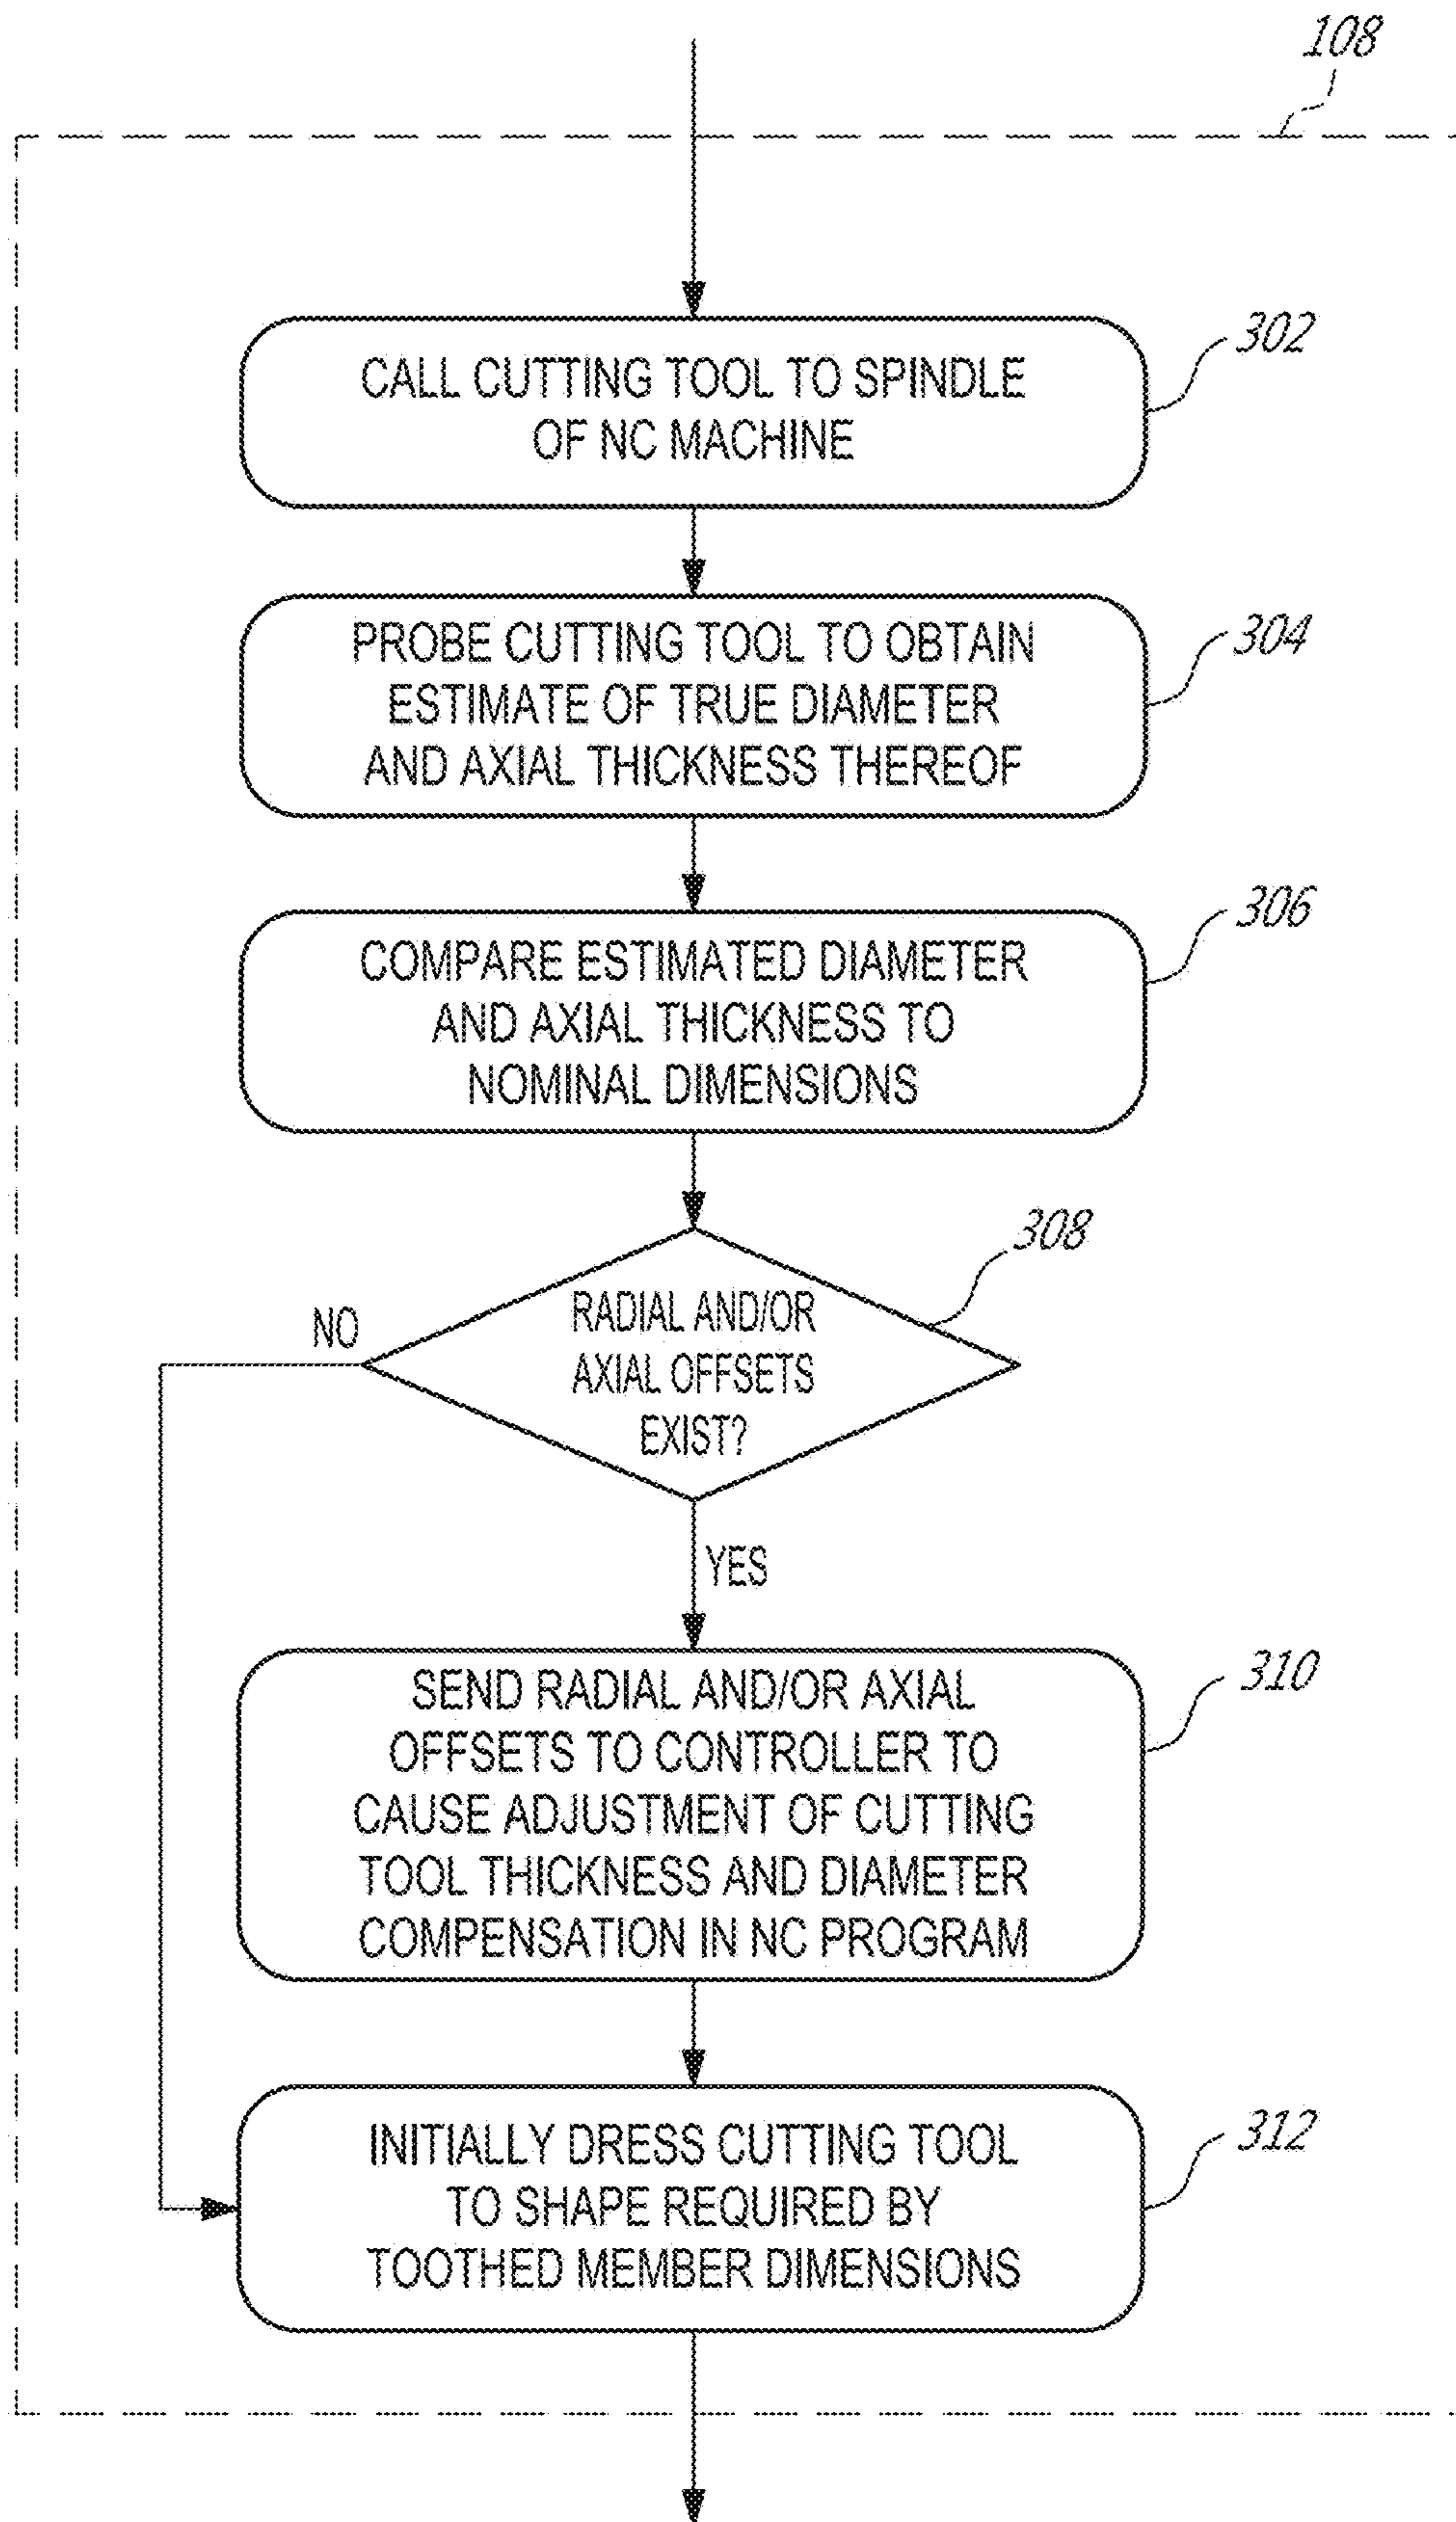 108
CALL CUTTING TOOL TO SPINDLE
OF NC MACHINE
302
PROBE CUTTING TOOL TO OBTAIN
ESTIMATE OF TRUE DIAMETER
AND AXIAL THICKNESS THEREOF
304
COMPARE ESTIMATED DIAMETER
AND AXIAL THICKNESS TO
NOMINAL DIMENSIONS
306
RADIAL AND/OR
AXIAL OFFSETS
EXIST?
308
NO
YES
SEND RADIAL AND/OR AXIAL
OFFSETS TO CONTROLLER TO
CAUSE ADJUSTMENT OF CUTTING
TOOL THICKNESS AND DIAMETER
COMPENSATION IN NC PROGRAM
310
INITIALLY DRESS CUTTING TOOL
TO SHAPE REQUIRED BY
TOOTHED MEMBER DIMENSIONS
312